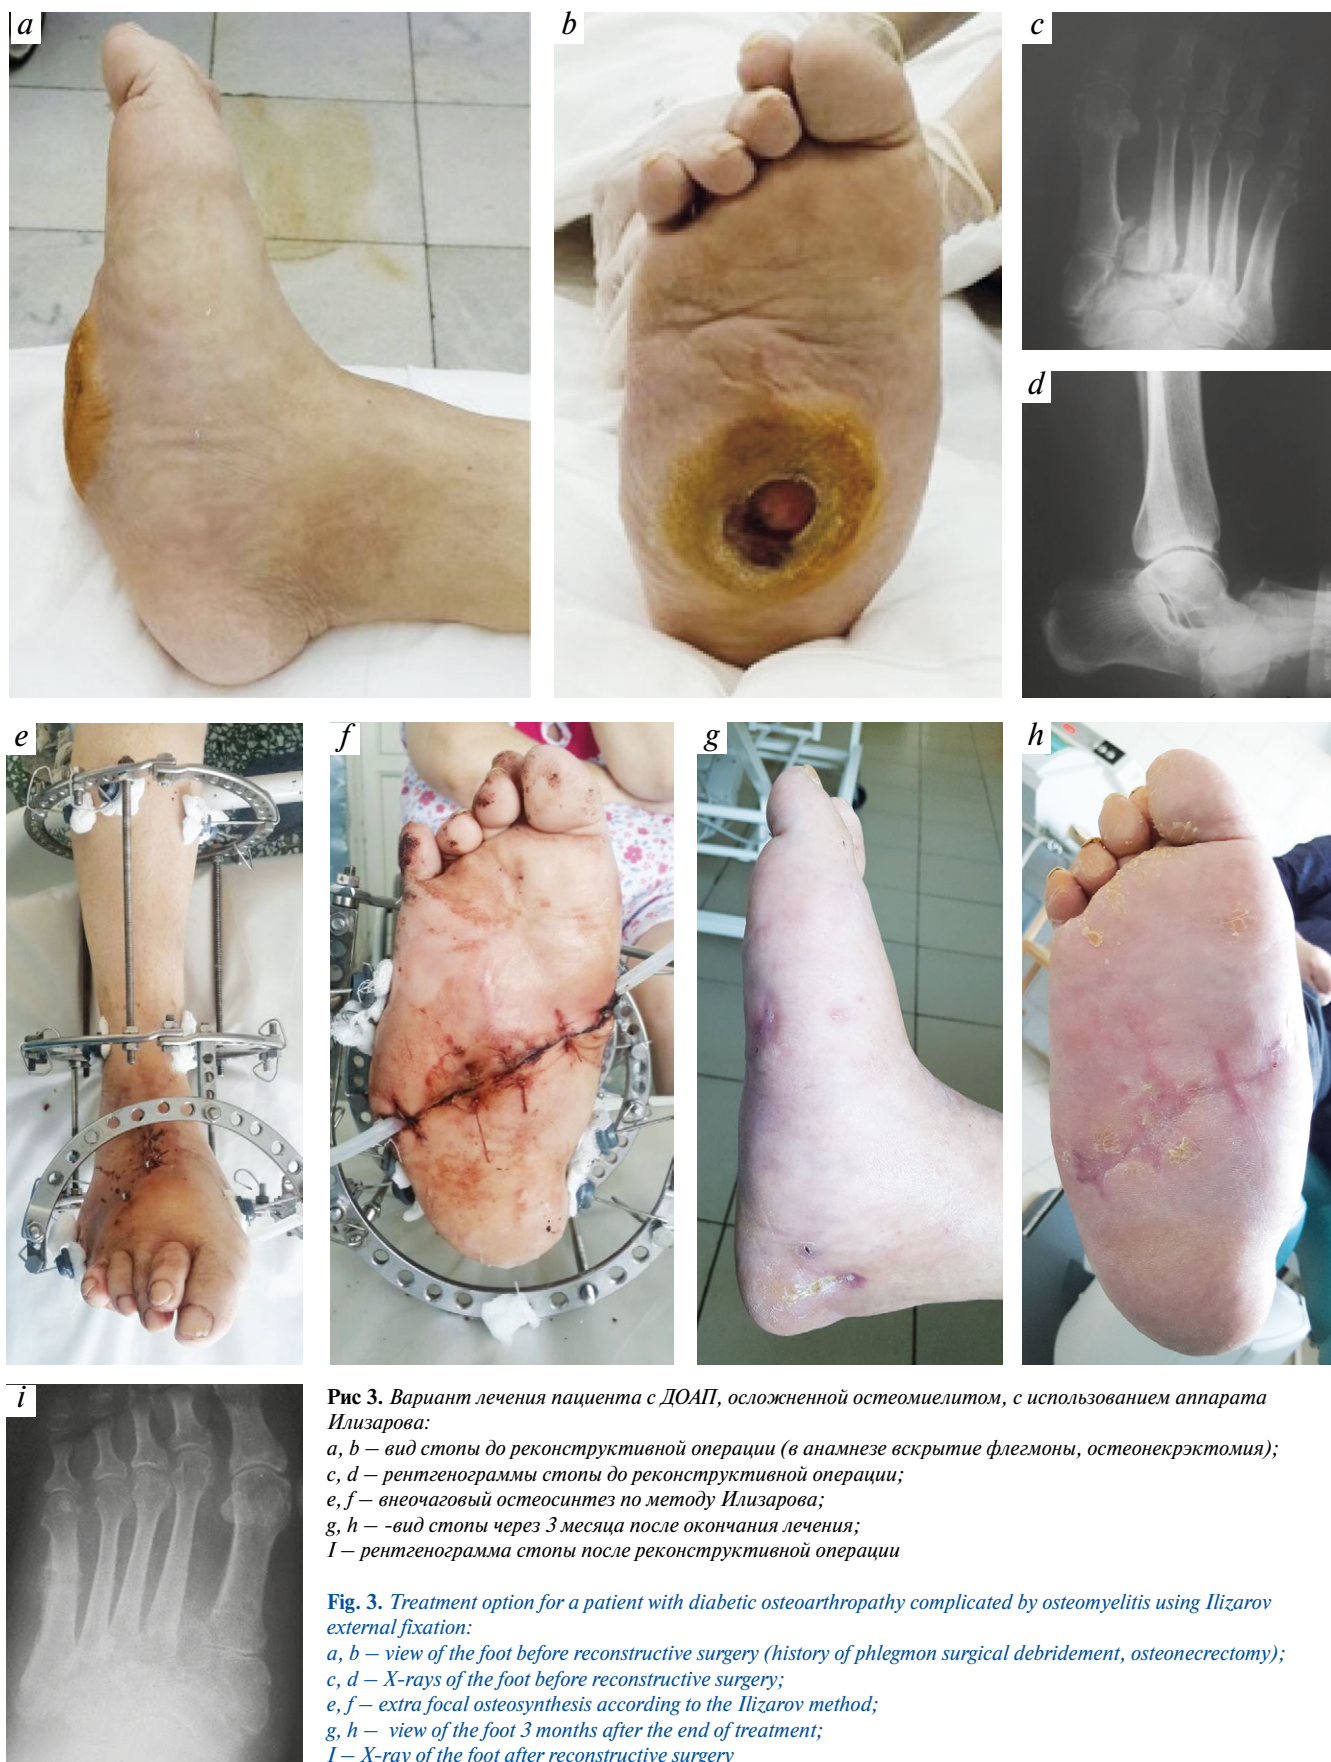 a
b
c
d
e
f
g
h
i
Рис 3. Вариант лечения пациента с ДОАП, осложненной остеомиелитом, с использованием аппарата
Илизарова:
a, b – вид стопы до реконструктивной операции (в анамнезе вскрытие флегмоны, остеонекрэктомия);
c, d – рентгенограммы стопы до реконструктивной операции;
e, f – внеочаговый остеосинтез по методу Илизарова;
g, h – -вид стопы через 3 месяца после окончания лечения;
I – рентгенограмма стопы после реконструктивной операции
Fig. 3. Treatment option for a patient with diabetic osteoarthropathy complicated by osteomyelitis using Ilizarov
external fixation:
a, b – view of the foot before reconstructive surgery (history of phlegmon surgical debridement, osteonecrectomy);
c, d – X-rays of the foot before reconstructive surgery;
e, f – extra focal osteosynthesis according to the Ilizarov method;
g, h – view of the foot 3 months after the end of treatment;
I – X-ray of the foot after reconstructive surgery